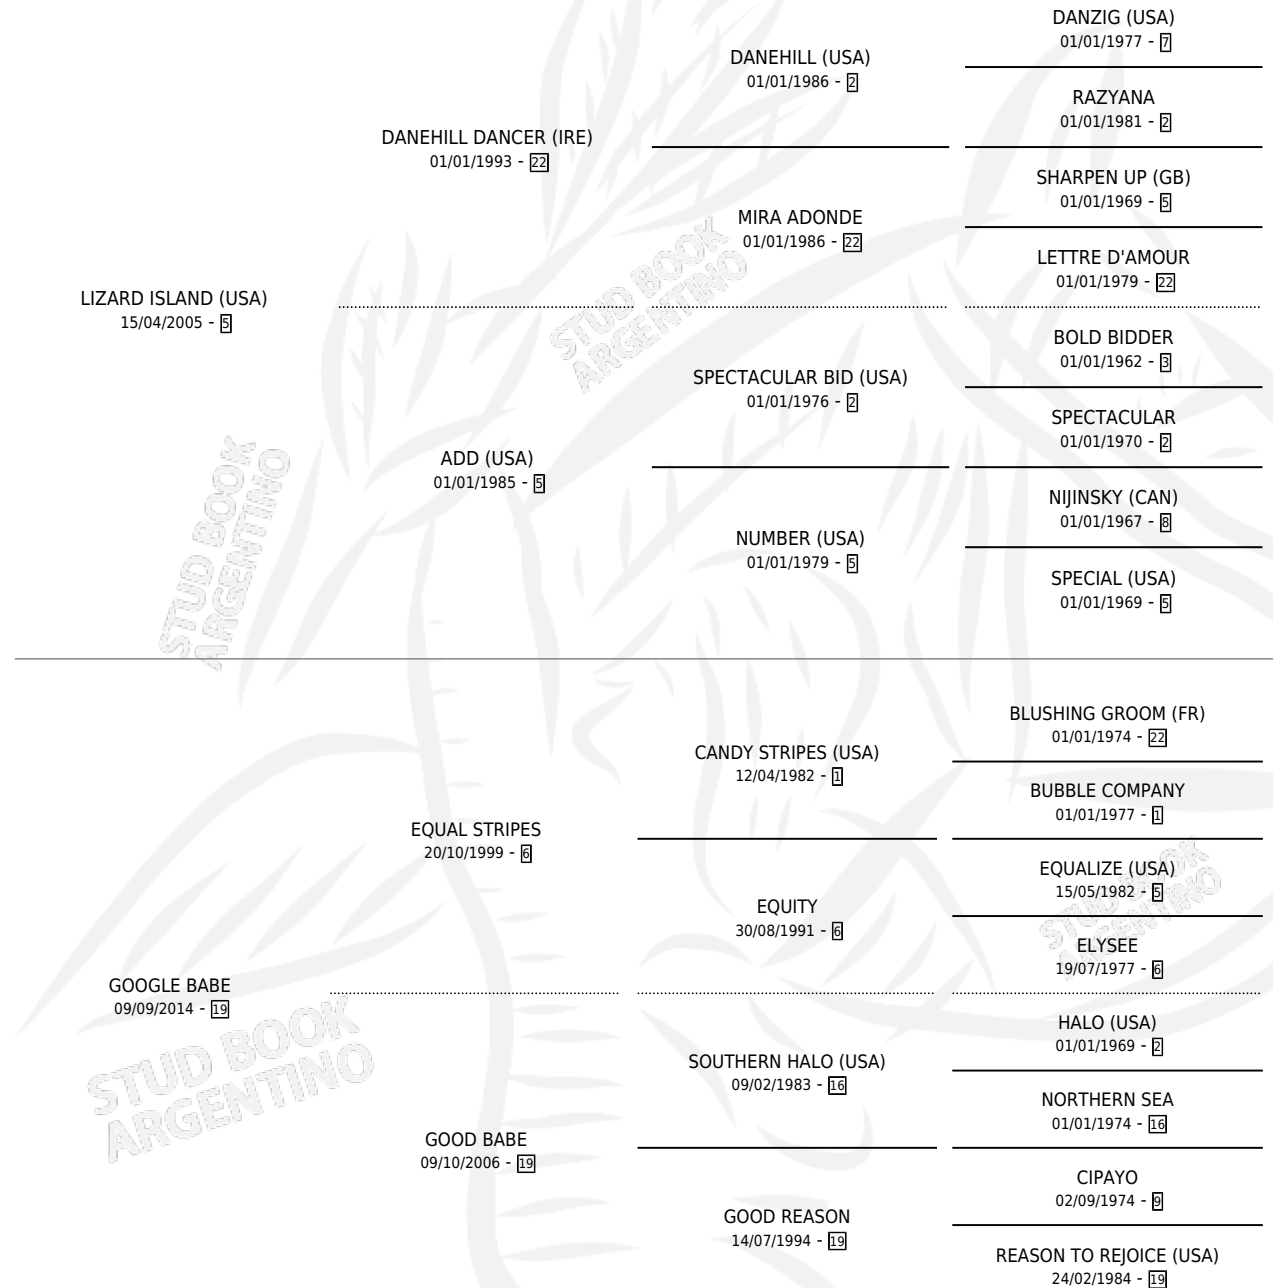 DANZIG (USA)
01/01/1977 - 7
DANEHILL (USA)
01/01/1986 - 2
RAZYANA
01/01/1981 - 2
DANEHILL DANCER (IRE)
01/01/1993 - 22
SHARPEN UP (GB)
01/01/1969 - 5
MIRA ADONDE
01/01/1986 - 22
LETTRE D'AMOUR
01/01/1979 - 22
LIZARD ISLAND (USA)
15/04/2005 - 5
BOLD BIDDER
01/01/1962 - 3
SPECTACULAR BID (USA)
01/01/1976 - 2
SPECTACULAR
01/01/1970 - 2
ADD (USA)
01/01/1985 - 5
NIJINSKY (CAN)
01/01/1967 - 8
NUMBER (USA)
01/01/1979 - 5
SPECIAL (USA)
01/01/1969 - 5
STUD BOOK
ARGENTINO
STUD BOOK
ARGENTINO
BLUSHING GROOM (FR)
01/01/1974 - 22
CANDY STRIPES (USA)
12/04/1982 - 1
BUBBLE COMPANY
01/01/1977 - 1
EQUAL STRIPES
20/10/1999 - 6
EQUALIZE (USA)
15/05/1982 - 5
EQUITY
30/08/1991 - 6
ELYSEE
19/07/1977 - 6
GOOGLE BABE
09/09/2014 - 19
HALO (USA)
01/01/1969 - 2
SOUTHERN HALO (USA)
09/02/1983 - 16
NORTHERN SEA
01/01/1974 - 16
GOOD BABE
09/10/2006 - 19
CIPAYO
02/09/1974 - 9
GOOD REASON
14/07/1994 - 19
REASON TO REJOICE (USA)
24/02/1984 - 19
STUD BOOK
ARGENTINO
STUD BOOK
ARGENTINO